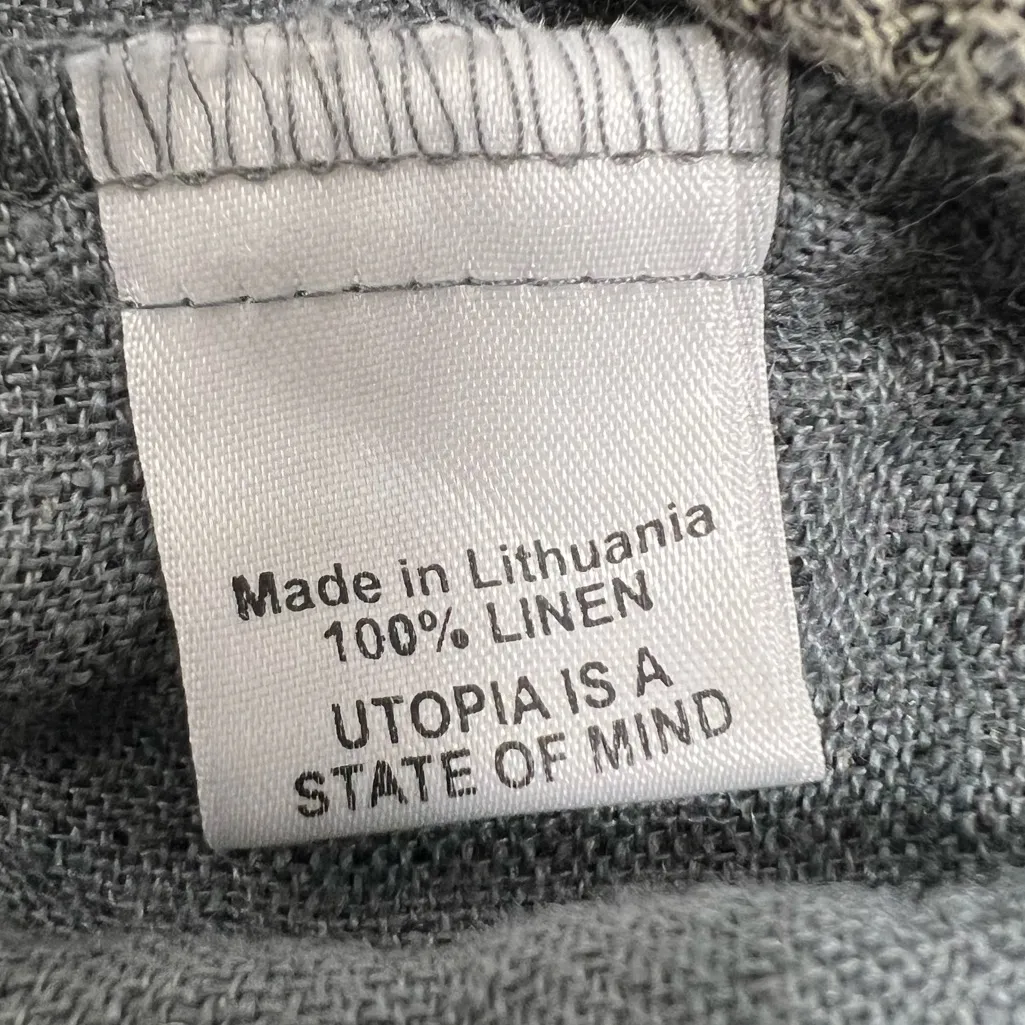 Made in Lithuania
100% LINEN
UTOPIA IS A
STATE OF MIND